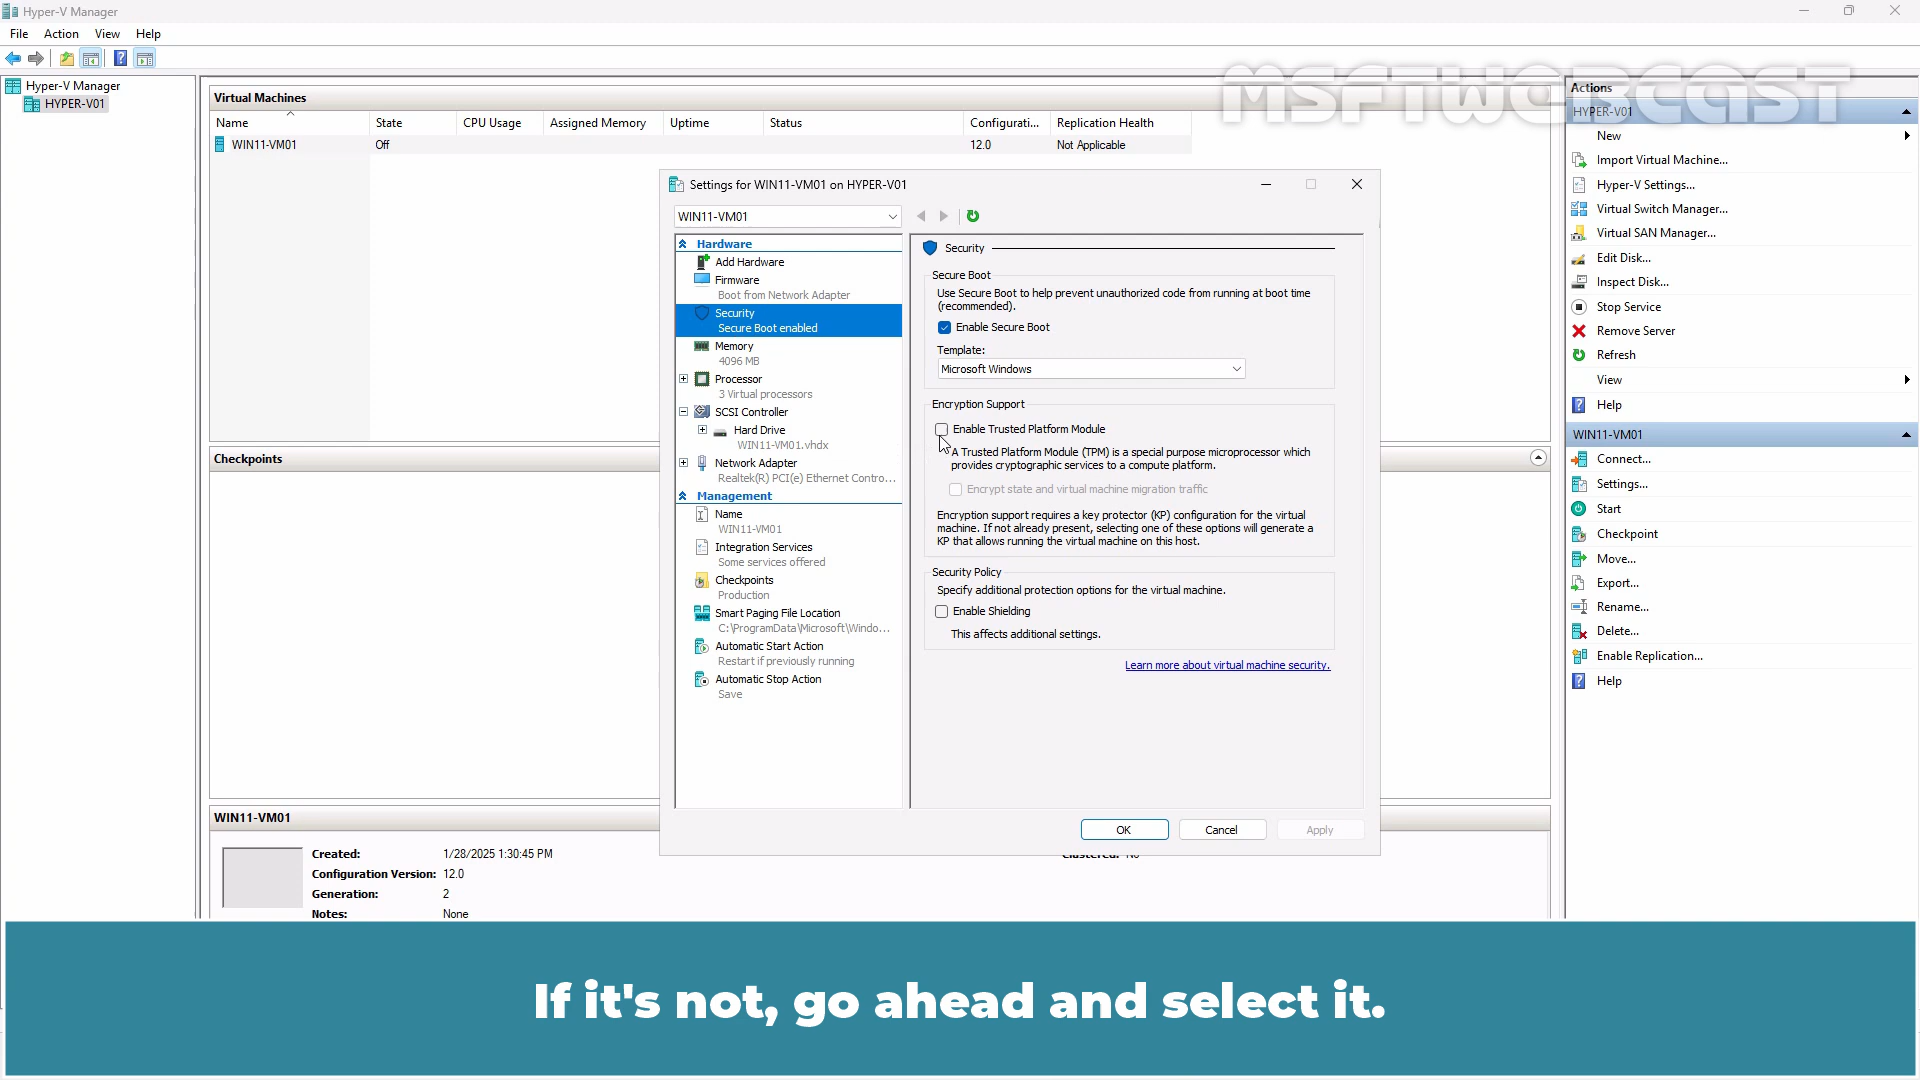 Hyper-V Manager
File Action View Help
MSFTWEBCAST
Hyper-V Manager
HYPER-V01
Virtual Machines
Name State CPU Usage Assigned Memory Uptime Status Configurati... Replication Health
WIN11-VM01 Off 12.0 Not Applicable
Checkpoints
WIN11-VM01
Created: 1/28/2025 1:30:45 PM
Clustered: No
Configuration Version: 12.0
Generation: 2
Notes: None
Settings for WIN11-VM01 on HYPER-V01
WIN11-VM01
Hardware
Add Hardware
Firmware
Boot from Network Adapter
Security
Secure Boot enabled
Memory
4096 MB
Processor
3 Virtual processors
SCSI Controller
Hard Drive
WIN11-VM01.vhdx
Network Adapter
Realtek(R) PCI(e) Ethernet Contro...
Management
Name
WIN11-VM01
Integration Services
Some services offered
Checkpoints
Production
Smart Paging File Location
C:\ProgramData\Microsoft\Windo...
Automatic Start Action
Restart if previously running
Automatic Stop Action
Save
Security
Secure Boot
Use Secure Boot to help prevent unauthorized code from running at boot time
(recommended).
Enable Secure Boot
Template:
Microsoft Windows
Encryption Support
Enable Trusted Platform Module
A Trusted Platform Module (TPM) is a special purpose microprocessor which
provides cryptographic services to a compute platform.
Encrypt state and virtual machine migration traffic
Encryption support requires a key protector (KP) configuration for the virtual
machine. If not already present, selecting one of these options will generate a
KP that allows running the virtual machine on this host.
Security Policy
Specify additional protection options for the virtual machine.
Enable Shielding
This affects additional settings.
Learn more about virtual machine security.
OK Cancel Apply
Actions
HYPER-V01
New
Import Virtual Machine...
Hyper-V Settings...
Virtual Switch Manager...
Virtual SAN Manager...
Edit Disk...
Inspect Disk...
Stop Service
Remove Server
Refresh
View
Help
WIN11-VM01
Connect...
Settings...
Start
Checkpoint
Move...
Export...
Rename...
Delete...
Enable Replication...
Help
If it's not, go ahead and select it.